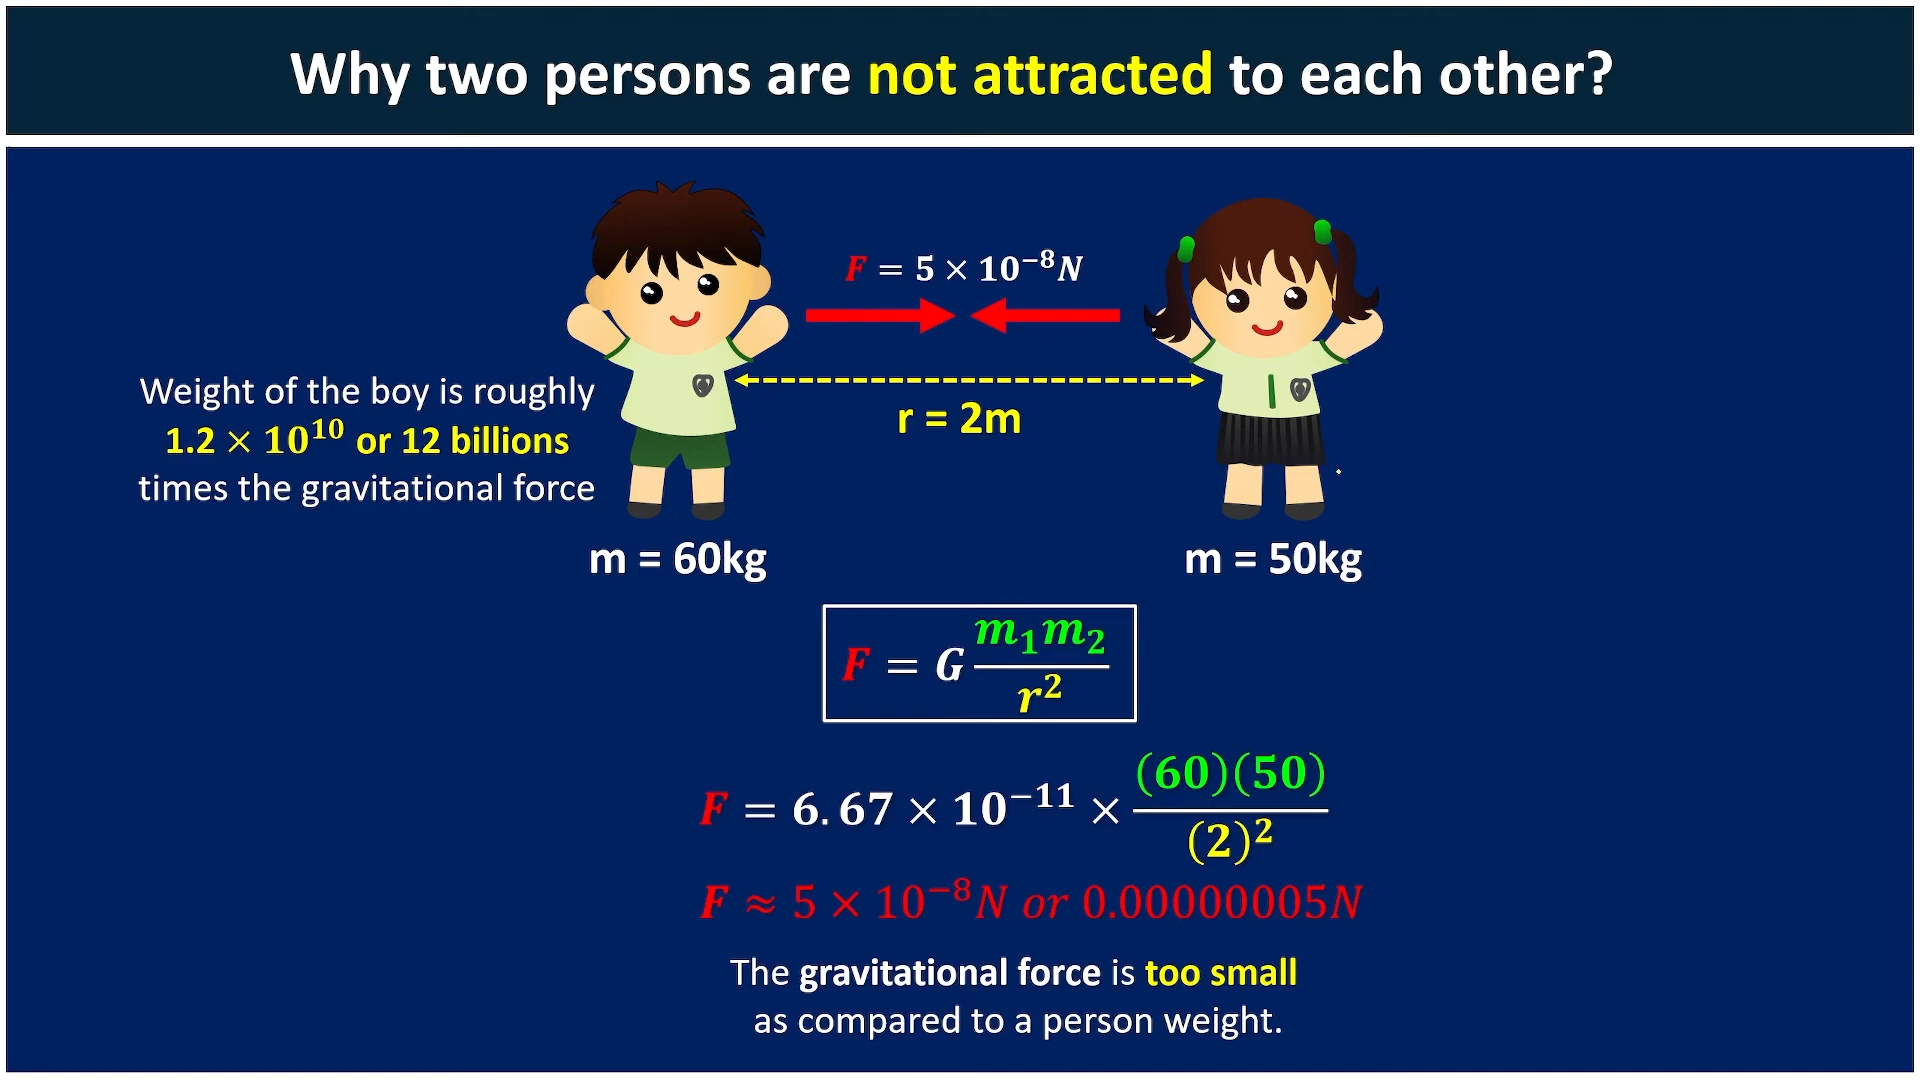 Why two persons are not attracted to each other?
F = 5 × 10⁻⁸N
r = 2m
Weight of the boy is roughly
1.2 × 10¹⁰ or 12 billions
times the gravitational force
m = 60kg
m = 50kg
F = G m₁m₂ / r²
F = 6.67 × 10⁻¹¹ × (60)(50) / (2)²
F ≈ 5 × 10⁻⁸N or 0.00000005N
The gravitational force is too small
as compared to a person weight.